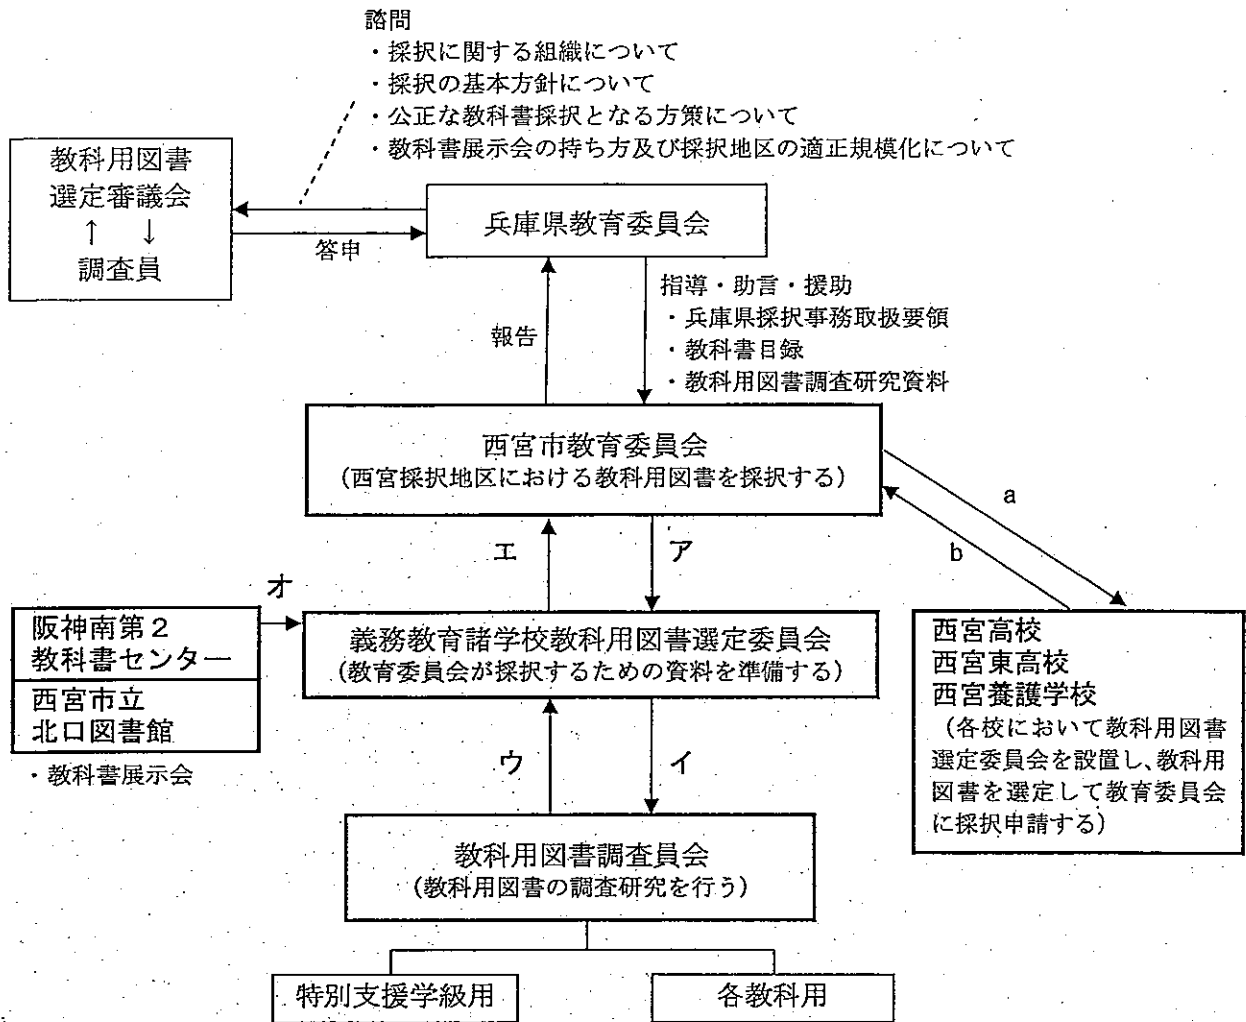 諮問
・採択に関する組織について
・採択の基本方針について
・公正な教科書採択となる方策について
・教科書展示会の持ち方及び採択地区の適正規模化について
教科用図書
選定審議会
↑ ↓
調査員
兵庫県教育委員会
答申
指導・助言・援助
・兵庫県採択事務取扱要領
・教科書目録
・教科用図書調査研究資料
報告
西宮市教育委員会
(西宮採択地区における教科用図書を採択する)
a
b
エ
ア
オ
阪神南第2
教科書センター
西宮市立
北口図書館
・教科書展示会
義務教育諸学校教科用図書選定委員会
(教育委員会が採択するための資料を準備する)
西宮高校
西宮東高校
西宮養護学校
(各校において教科用図書
選定委員会を設置し、教科用
図書を選定して教育委員会
に採択申請する)
ウ
イ
教科用図書調査員会
(教科用図書の調査研究を行う)
特別支援学級用
各教科用